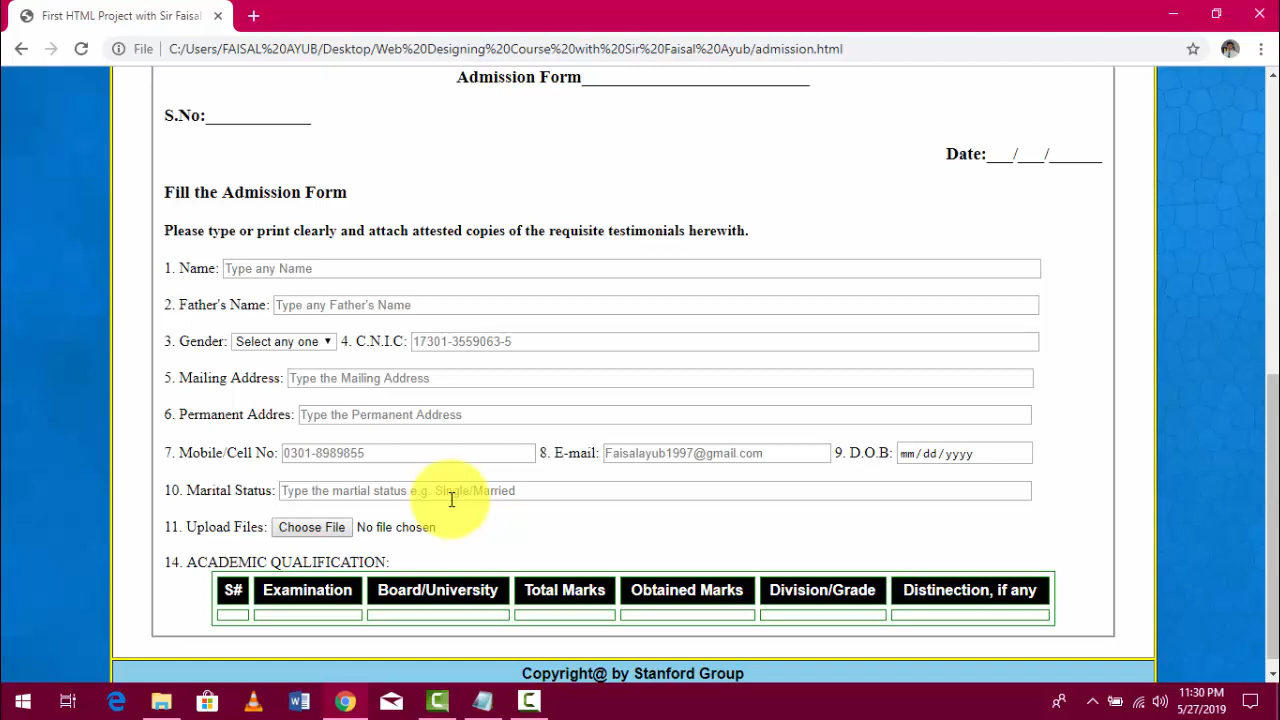 First HTML Project with Sir Faisal
File C:/Users/FAISAL%20AYUB/Desktop/Web%20Designing%20Course%20with%20Sir%20Faisal%20Ayub/admission.html
Admission Form___________________________
S.No:____________
Date:___/___/______
Fill the Admission Form
Please type or print clearly and attach attested copies of the requisite testimonials herewith.
1. Name: Type any Name
2. Father's Name: Type any Father's Name
3. Gender: Select any one 4. C.N.I.C: 17301-3559063-5
5. Mailing Address: Type the Mailing Address
6. Permanent Addres: Type the Permanent Address
7. Mobile/Cell No: 0301-8989855 8. E-mail: Faisalayub1997@gmail.com 9. D.O.B: mm/dd/yyyy
10. Marital Status: Type the martial status e.g. Single/Married
11. Upload Files: Choose File No file chosen
14. ACADEMIC QUALIFICATION:
S# Examination Board/University Total Marks Obtained Marks Division/Grade Distinection, if any
Copyright@ by Stanford Group
11:30 PM
5/27/2019